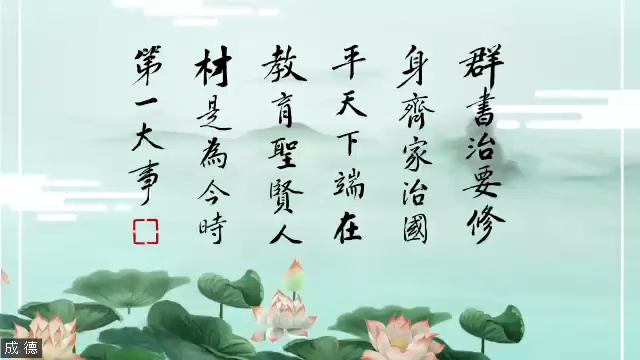 群書治要修
身齊家治國
平天下端在
教育聖賢人
材是為今時
第一大事
成德